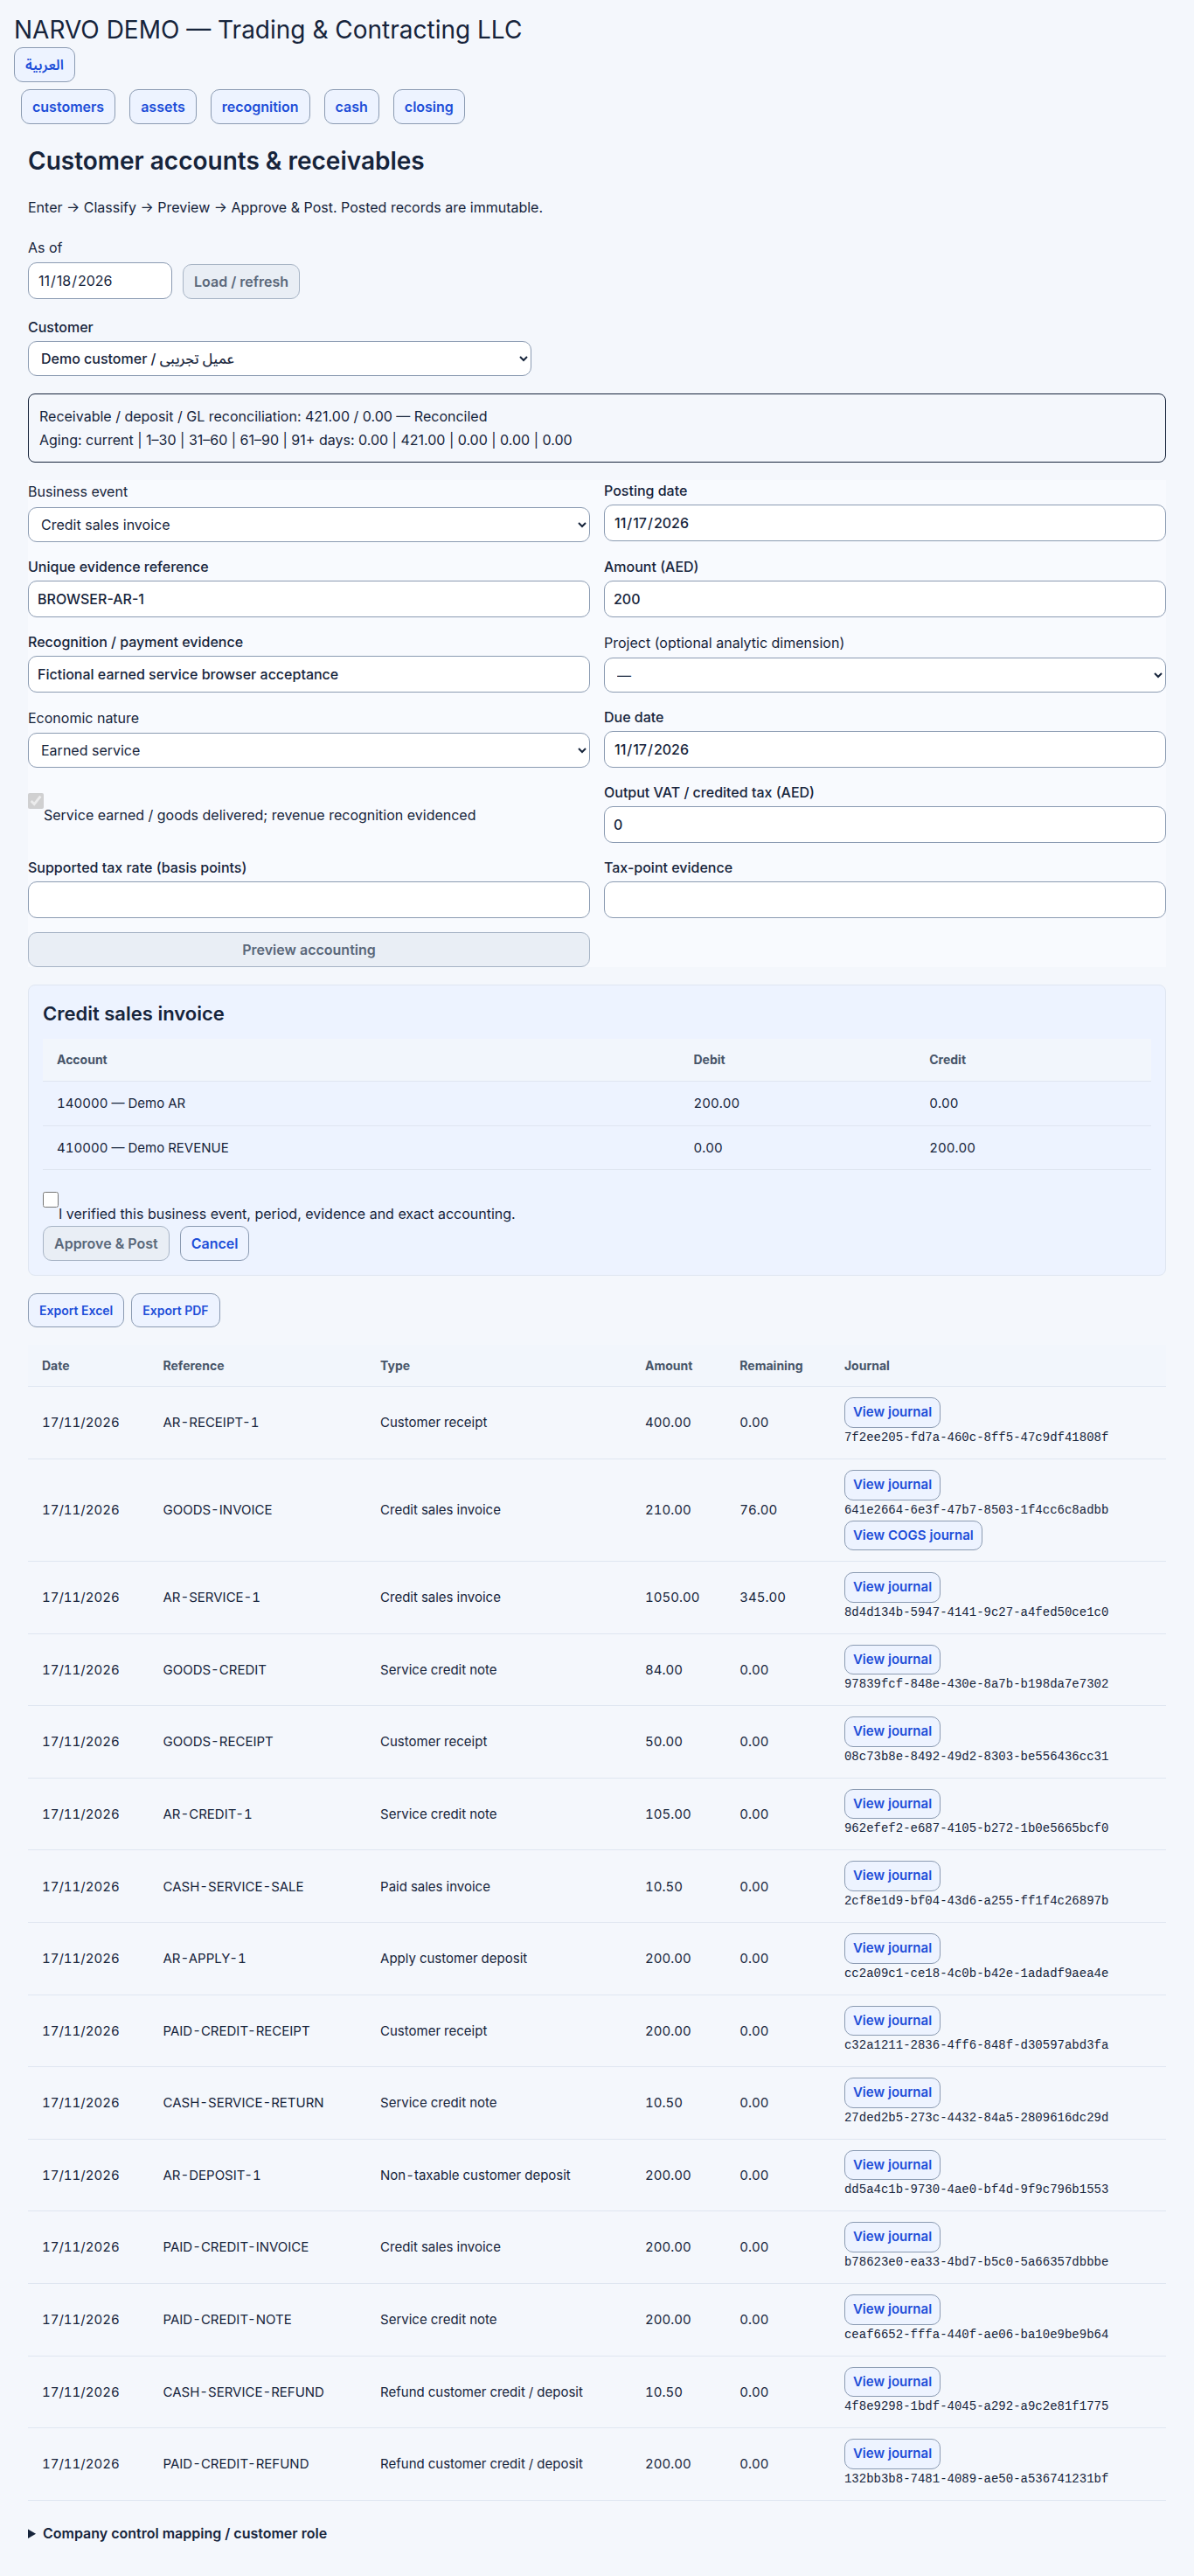 NARVO DEMO — Trading & Contracting LLC
العربية
customers assets recognition cash closing
Customer accounts & receivables
Enter → Classify → Preview → Approve & Post. Posted records are immutable.
As of
11/18/2026 Load / refresh
Customer
Demo customer / عميل تجريبي
Receivable / deposit / GL reconciliation: 421.00 / 0.00 — Reconciled
Aging: current | 1–30 | 31–60 | 61–90 | 91+ days: 0.00 | 421.00 | 0.00 | 0.00 | 0.00
Business event Posting date
Credit sales invoice 11/17/2026
Unique evidence reference Amount (AED)
BROWSER-AR-1 200
Recognition / payment evidence Project (optional analytic dimension)
Fictional earned service browser acceptance —
Economic nature Due date
Earned service 11/17/2026
Service earned / goods delivered; revenue recognition evidenced Output VAT / credited tax (AED)
0
Supported tax rate (basis points) Tax-point evidence
Preview accounting
Credit sales invoice
Account Debit Credit
140000 — Demo AR 200.00 0.00
410000 — Demo REVENUE 0.00 200.00
I verified this business event, period, evidence and exact accounting.
Approve & Post Cancel
Export Excel Export PDF
Date Reference Type Amount Remaining Journal
17/11/2026 AR-RECEIPT-1 Customer receipt 400.00 0.00 View journal
7f2ee205-fd7a-460c-8ff5-47c9df41808f
17/11/2026 GOODS-INVOICE Credit sales invoice 210.00 76.00 View journal
641e2664-6e3f-47b7-8503-1f4cc6c8adbb
View COGS journal
17/11/2026 AR-SERVICE-1 Credit sales invoice 1050.00 345.00 View journal
8d4d134b-5947-4141-9c27-a4fed50ce1c0
17/11/2026 GOODS-CREDIT Service credit note 84.00 0.00 View journal
97839fcf-848e-430e-8a7b-b198da7e7302
17/11/2026 GOODS-RECEIPT Customer receipt 50.00 0.00 View journal
08c73b8e-8492-49d2-8303-be556436cc31
17/11/2026 AR-CREDIT-1 Service credit note 105.00 0.00 View journal
962efef2-e687-4105-b272-1b0e5665bcf0
17/11/2026 CASH-SERVICE-SALE Paid sales invoice 10.50 0.00 View journal
2cf8e1d9-bf04-43d6-a255-ff1f4c26897b
17/11/2026 AR-APPLY-1 Apply customer deposit 200.00 0.00 View journal
cc2a09c1-ce18-4c0b-b42e-1adadf9aea4e
17/11/2026 PAID-CREDIT-RECEIPT Customer receipt 200.00 0.00 View journal
c32a1211-2836-4ff6-848f-d30597abd3fa
17/11/2026 CASH-SERVICE-RETURN Service credit note 10.50 0.00 View journal
27ded2b5-273c-4432-84a5-2809616dc29d
17/11/2026 AR-DEPOSIT-1 Non-taxable customer deposit 200.00 0.00 View journal
dd5a4c1b-9730-4ae0-bf4d-9f9c796b1553
17/11/2026 PAID-CREDIT-INVOICE Credit sales invoice 200.00 0.00 View journal
b78623e0-ea33-4bd7-b5c0-5a66357dbbbe
17/11/2026 PAID-CREDIT-NOTE Service credit note 200.00 0.00 View journal
ceaf6652-fffa-440f-ae06-ba10e9be9b64
17/11/2026 CASH-SERVICE-REFUND Refund customer credit / deposit 10.50 0.00 View journal
4f8e9298-1bdf-4045-a292-a9c2e81f1775
17/11/2026 PAID-CREDIT-REFUND Refund customer credit / deposit 200.00 0.00 View journal
132bb3b8-7481-4089-ae50-a536741231bf
Company control mapping / customer role